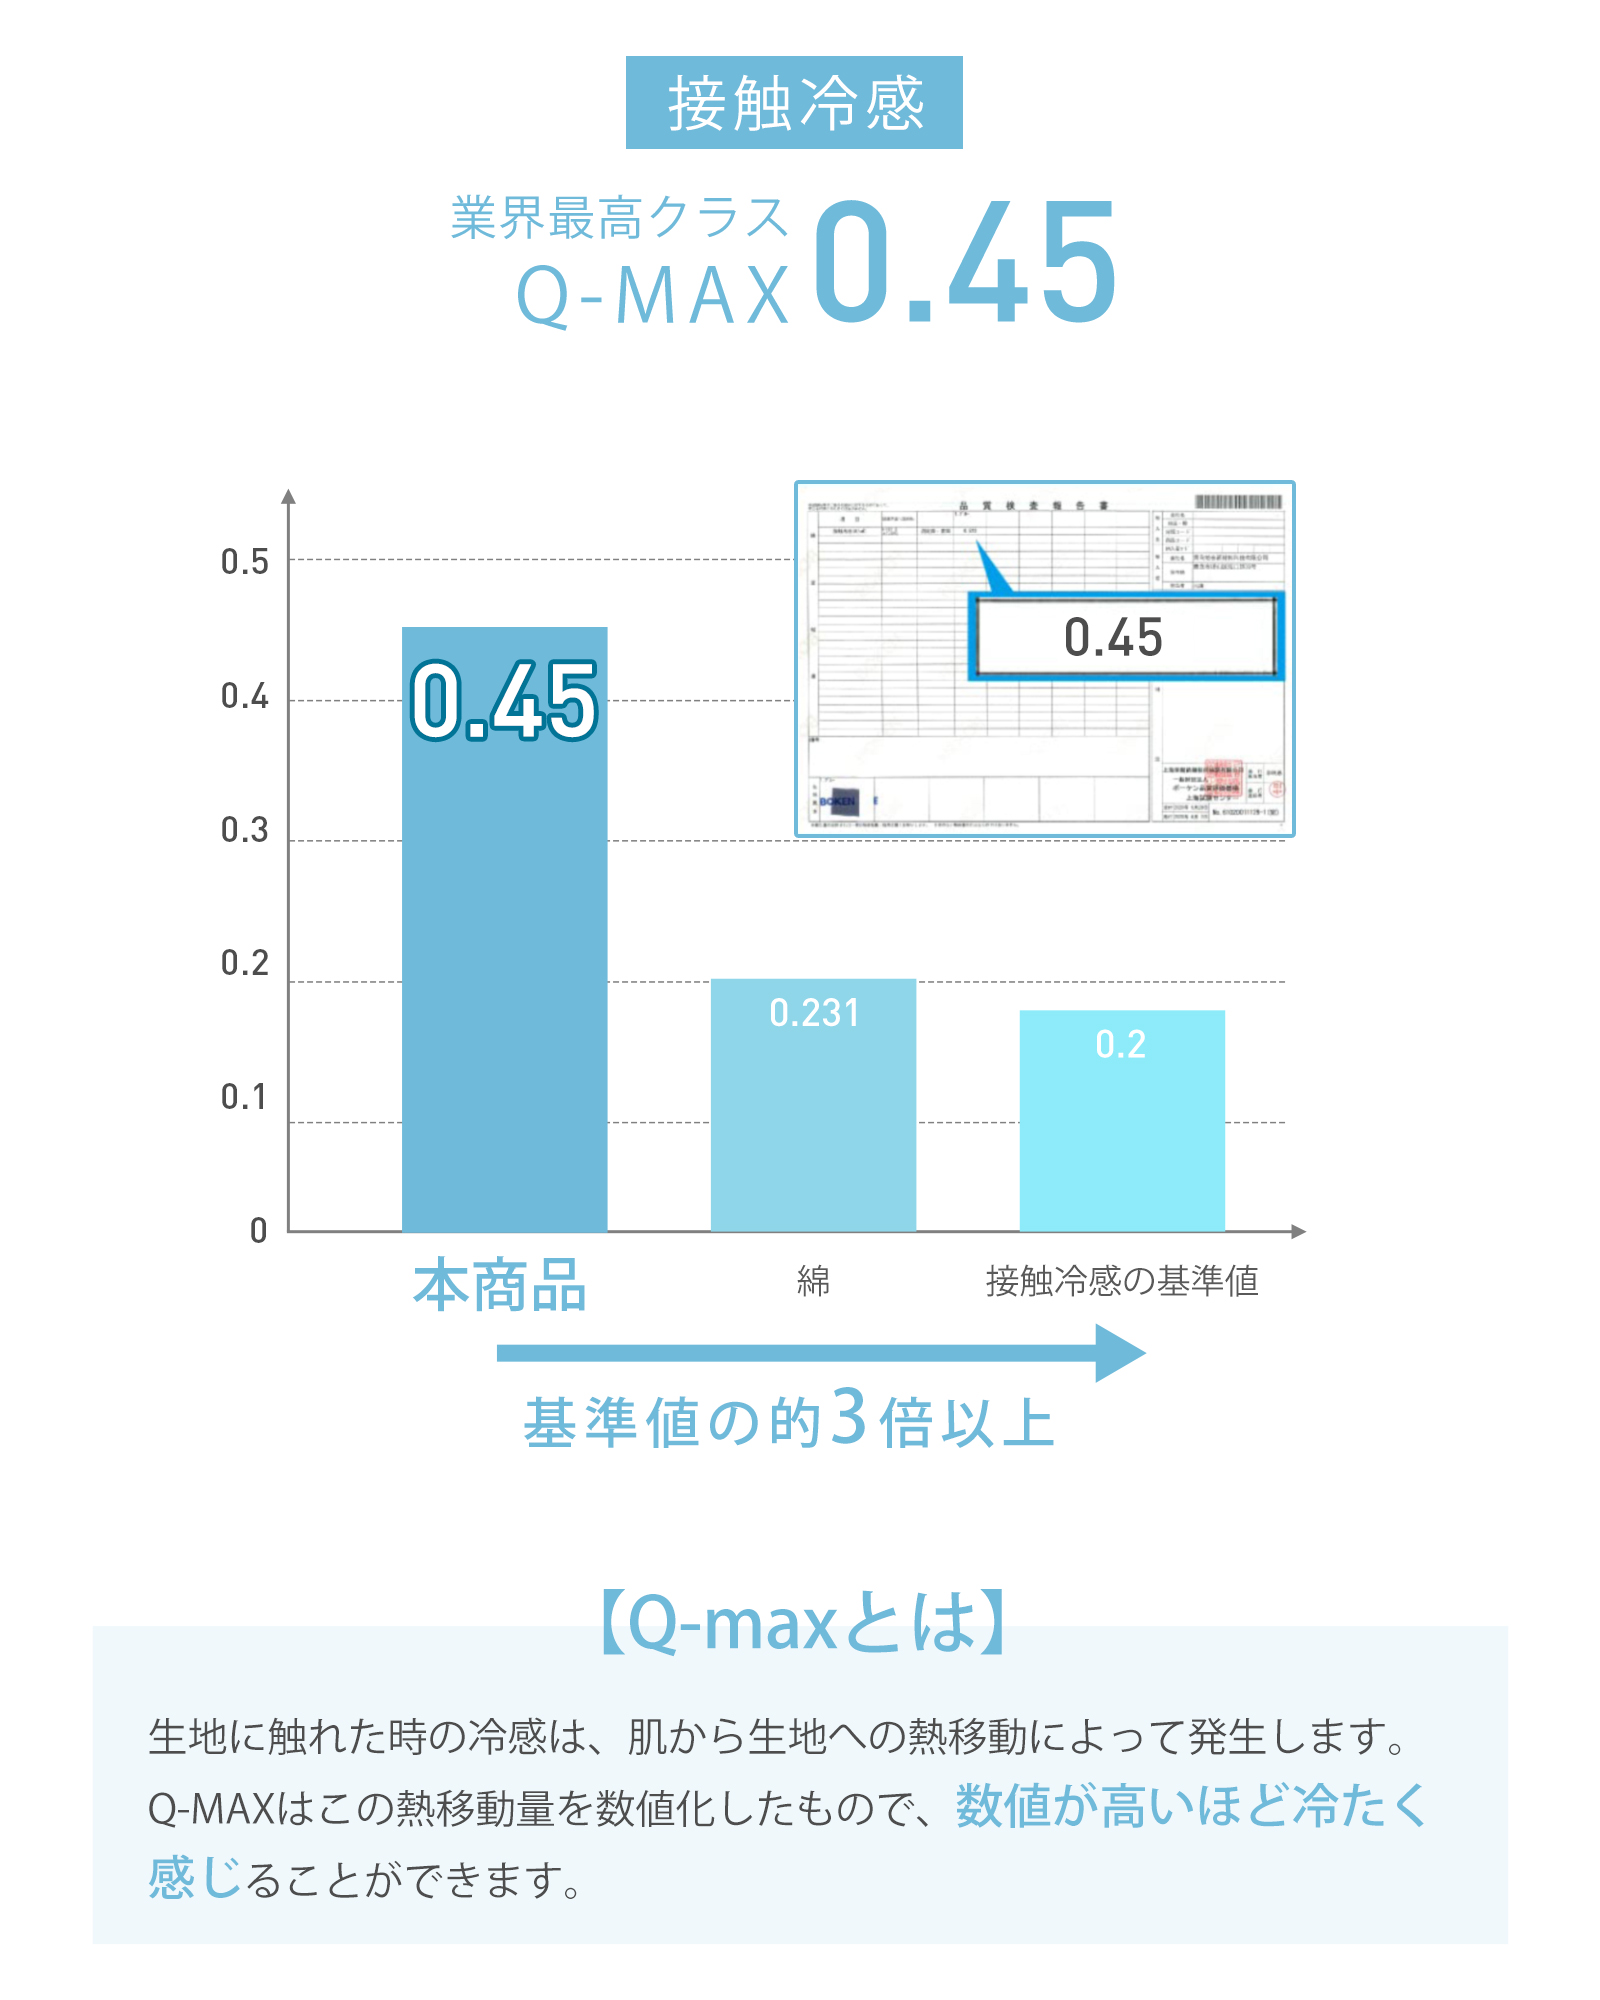 接触冷感
業界最高クラス
Q-MAX 0.45
0.5
0.4
0.3
0.2
0.1
0
0.45
0.231
0.2
品質検査報告書
0.45
BOKEN
本商品
綿
接触冷感の基準値
基準値の的3倍以上
【Q-maxとは】
生地に触れた時の冷感は、肌から生地への熱移動によって発生します。
Q-MAXはこの熱移動量を数値化したもので、数値が高いほど冷たく
感じることができます。